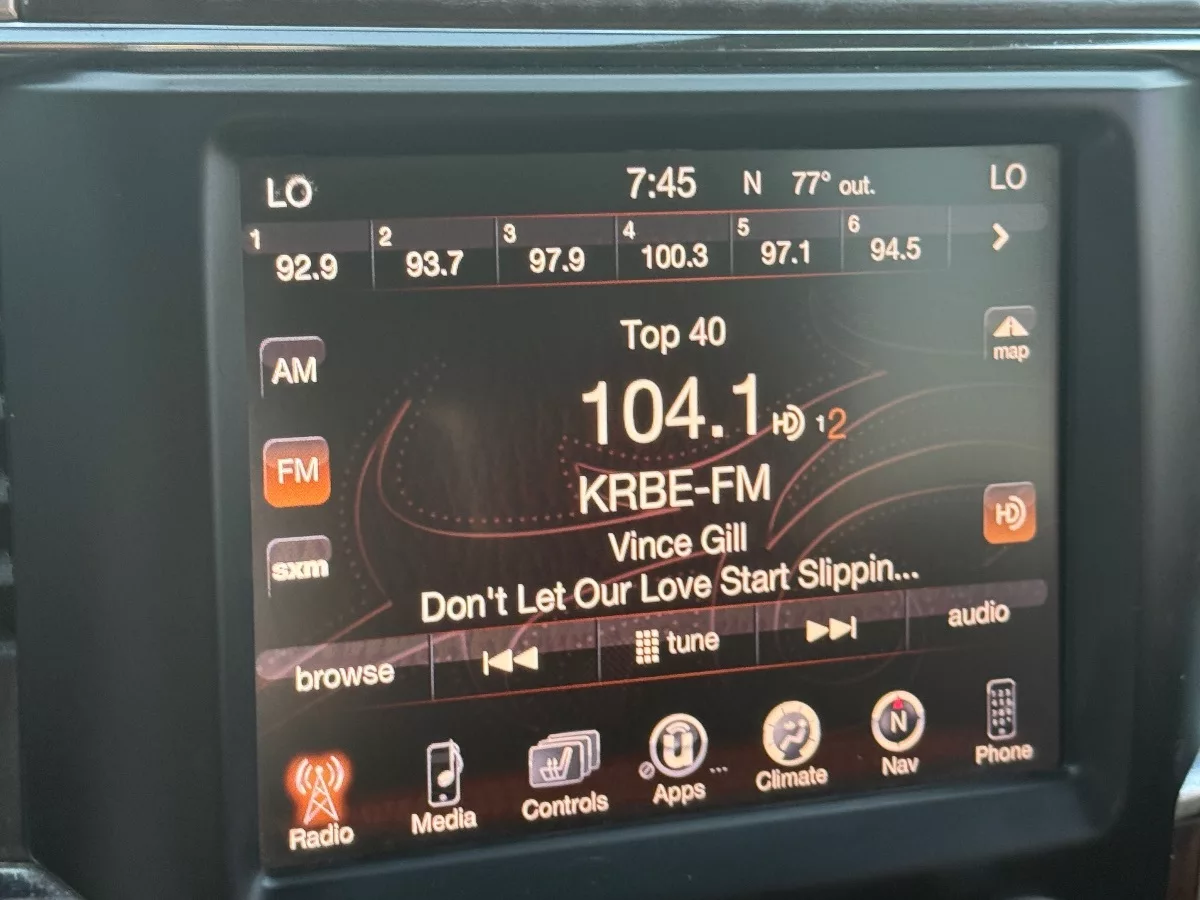 LO 7:45 N 77° out. LO
1 92.9 2 93.7 3 97.9 4 100.3 5 97.1 6 94.5
Top 40
map
AM
104.1 HD 1 2
FM
KRBE-FM
HD
Vince Gill
sxm
Don't Let Our Love Start Slippin...
browse tune audio
Radio Media Controls Apps ... Climate N Nav Phone